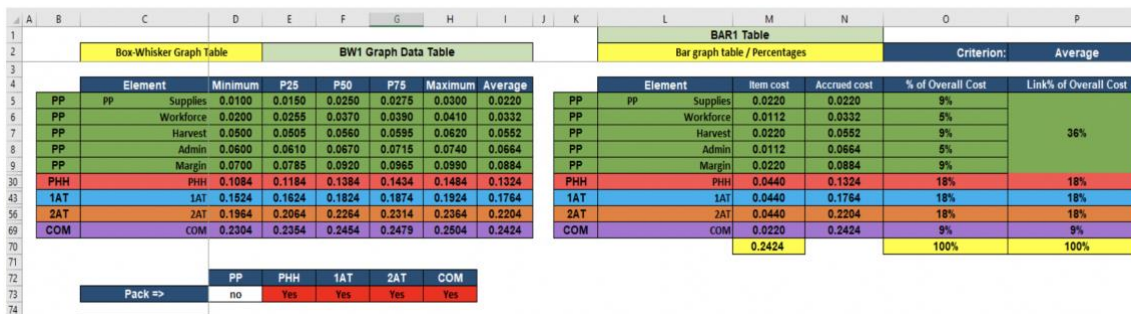 A B C D E F G H I J K L M N O P
1 BAR1 Table
2 Box-Whisker Graph Table BW1 Graph Data Table Bar graph table / Percentages Criterion: Average
3
4 Element Minimum P25 P50 P75 Maximum Average Element Item cost Accrued cost % of Overall Cost Link% of Overall Cost
5 PP PP Supplies 0.0100 0.0150 0.0250 0.0275 0.0300 0.0220 PP PP Supplies 0.0220 0.0220 9%
6 PP Workforce 0.0200 0.0255 0.0370 0.0390 0.0410 0.0332 PP Workforce 0.0112 0.0332 5%
7 PP Harvest 0.0500 0.0505 0.0560 0.0595 0.0620 0.0552 PP Harvest 0.0220 0.0552 9% 36%
8 PP Admin 0.0600 0.0610 0.0670 0.0715 0.0740 0.0664 PP Admin 0.0112 0.0664 5%
9 PP Margin 0.0700 0.0785 0.0920 0.0965 0.0990 0.0884 PP Margin 0.0220 0.0884 9%
30 PHH PHH 0.1084 0.1184 0.1384 0.1434 0.1484 0.1324 PHH PHH 0.0440 0.1324 18% 18%
43 1AT 1AT 0.1524 0.1624 0.1824 0.1874 0.1924 0.1764 1AT 1AT 0.0440 0.1764 18% 18%
56 2AT 2AT 0.1964 0.2064 0.2264 0.2314 0.2364 0.2204 2AT 2AT 0.0440 0.2204 18% 18%
69 COM COM 0.2304 0.2354 0.2454 0.2479 0.2504 0.2424 COM COM 0.0220 0.2424 9% 9%
70 0.2424 100% 100%
71
72 PP PHH 1AT 2AT COM
73 Pack => no Yes Yes Yes Yes
74